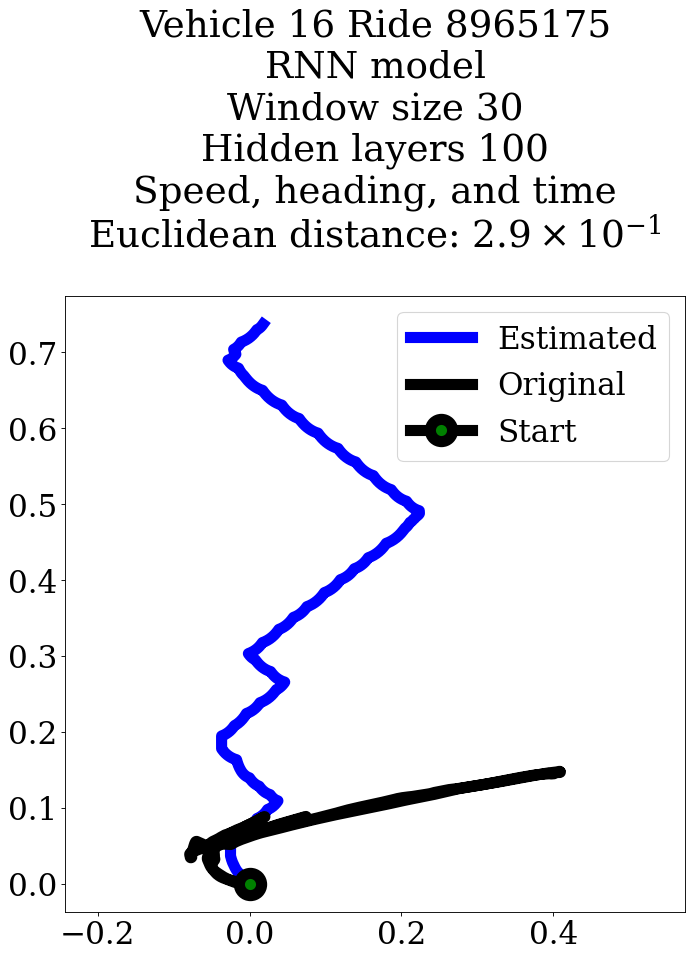 Vehicle 16 Ride 8965175
RNN model
Window size 30
Hidden layers 100
Speed, heading, and time
Euclidean distance: 2.9 × 10⁻¹
Estimated
Original
Start
0.7
0.6
0.5
0.4
0.3
0.2
0.1
0.0
−0.2 0.0 0.2 0.4